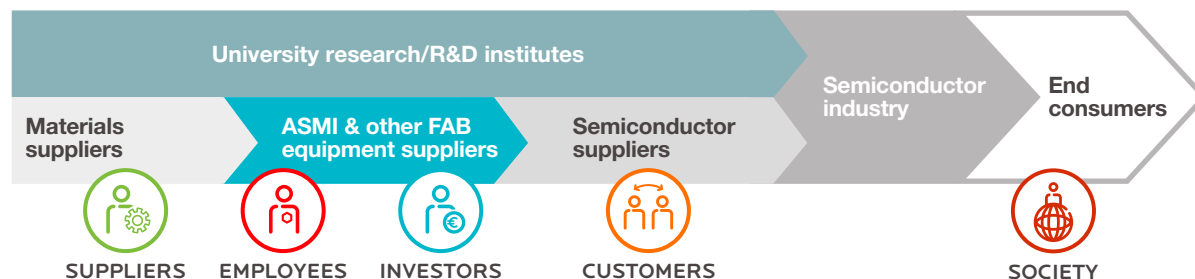 University research/R&D institutes
Semiconductor
industry
End
consumers
Materials
suppliers
ASMI & other FAB
equipment suppliers
Semiconductor
suppliers
€
SUPPLIERS
EMPLOYEES
INVESTORS
CUSTOMERS
SOCIETY